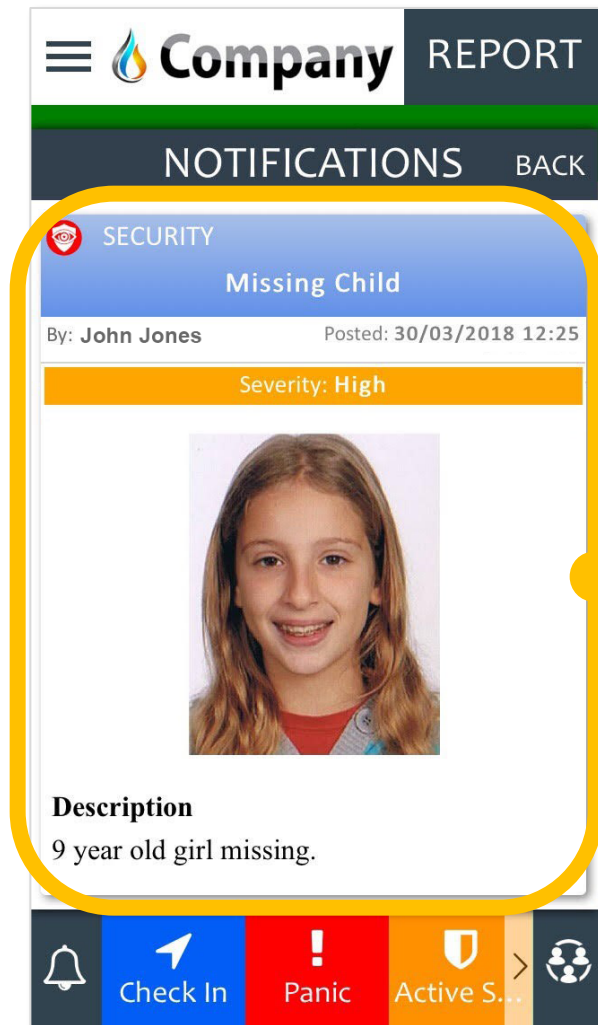 Company REPORT
NOTIFICATIONS BACK
SECURITY
Missing Child
By: John Jones Posted: 30/03/2018 12:25
Severity: High
Description
9 year old girl missing.
Check In Panic Active S...